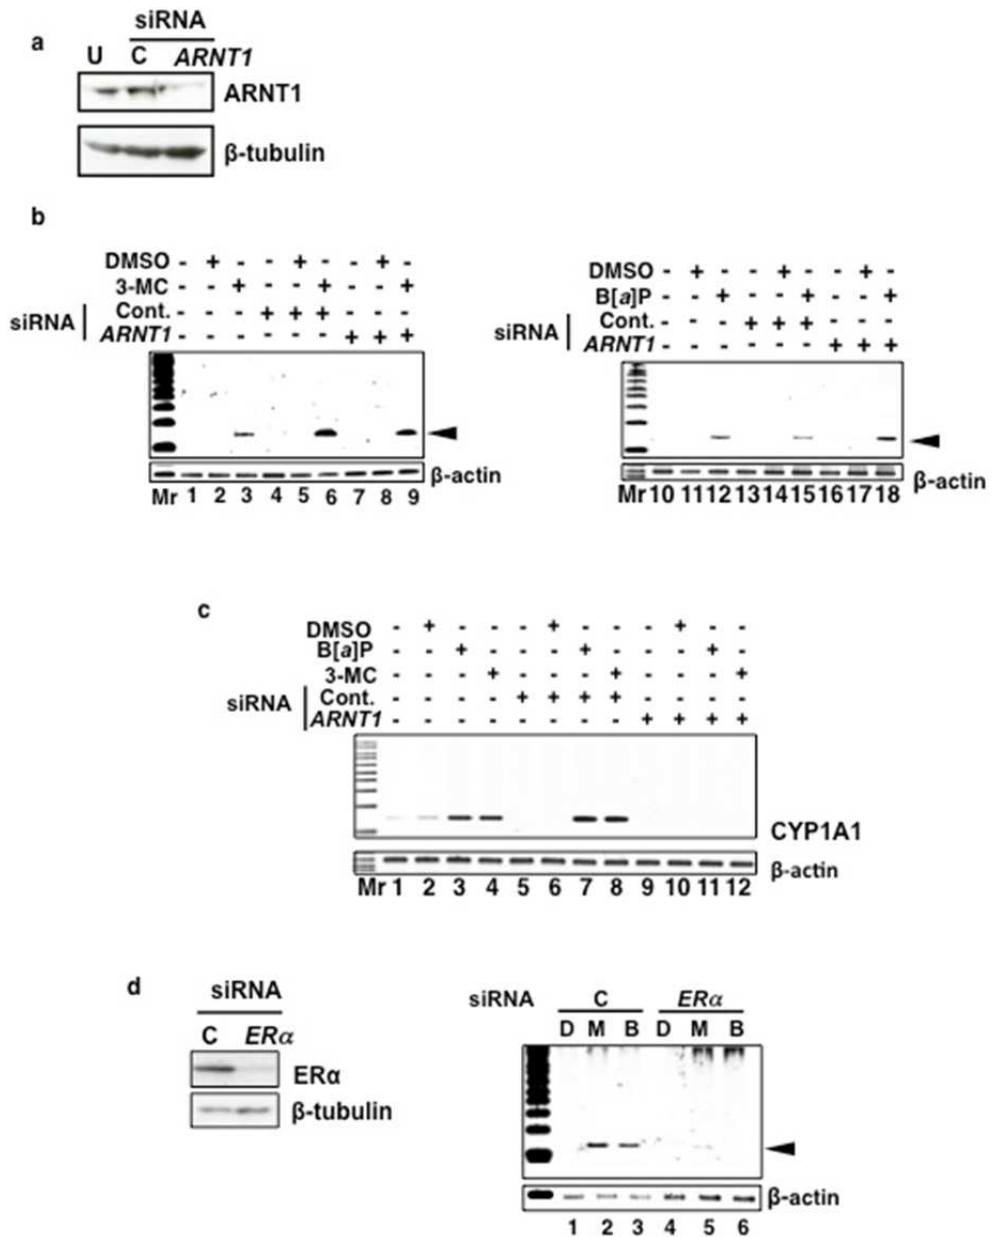 a
siRNA
U C ARNT1
ARNT1
β-tubulin
b
DMSO - + - - + - - + -
3-MC - - + - - + - - +
siRNA
Cont. - - - + + + - - -
ARNT1 - - - - - - + + +
β-actin
Mr 1 2 3 4 5 6 7 8 9
DMSO - + - - + - - + -
B[a]P - - + - - + - - +
siRNA
Cont. - - - + + + - - -
ARNT1 - - - - - - + + +
β-actin
Mr 10 11 12 13 14 15 16 17 18
c
DMSO - + - - - + - - - + - -
B[a]P - - + - - - + - - - + -
3-MC - - - + - - - + - - - +
siRNA
Cont. - - - - + + + + - - - -
ARNT1 - - - - - - - - + + + +
CYP1A1
β-actin
Mr 1 2 3 4 5 6 7 8 9 10 11 12
d
siRNA
C ERα
ERα
β-tubulin
siRNA C ERα
D M B D M B
β-actin
1 2 3 4 5 6